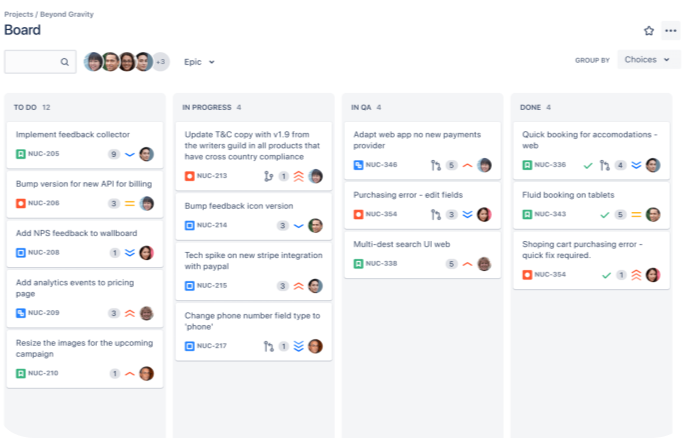 Projects / Beyond Gravity
Board
+3
Epic
GROUP BY
Choices
TO DO 12
Implement feedback collector
NUC-205
9
Bump version for new API for billing
NUC-206
3
Add NPS feedback to wallboard
NUC-208
1
Add analytics events to pricing
page
NUC-209
3
Resize the images for the upcoming
campaign
NUC-210
1
IN PROGRESS 4
Update T&C copy with v1.9 from
the writers guild in all products that
have cross country compliance
NUC-213
1
Bump feedback icon version
NUC-214
3
Tech spike on new stripe integration
with paypal
NUC-215
3
Change phone number field type to
'phone'
NUC-217
1
IN QA 4
Adapt web app no new payments
provider
NUC-346
5
Purchasing error - edit fields
NUC-354
3
Multi-dest search UI web
NUC-338
5
DONE 4
Quick booking for accomodations -
web
NUC-336
4
Fluid booking on tablets
NUC-343
5
Shoping cart purchasing error -
quick fix required.
NUC-354
1